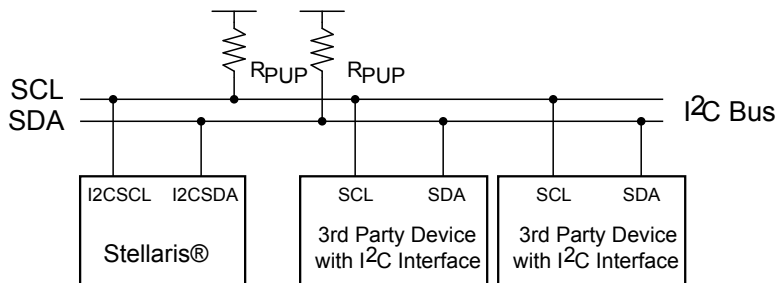 RPUP RPUP
SCL
SDA
I²C Bus
I2CSCL I2CSDA
Stellaris®
SCL SDA
3rd Party Device
with I²C Interface
SCL SDA
3rd Party Device
with I²C Interface